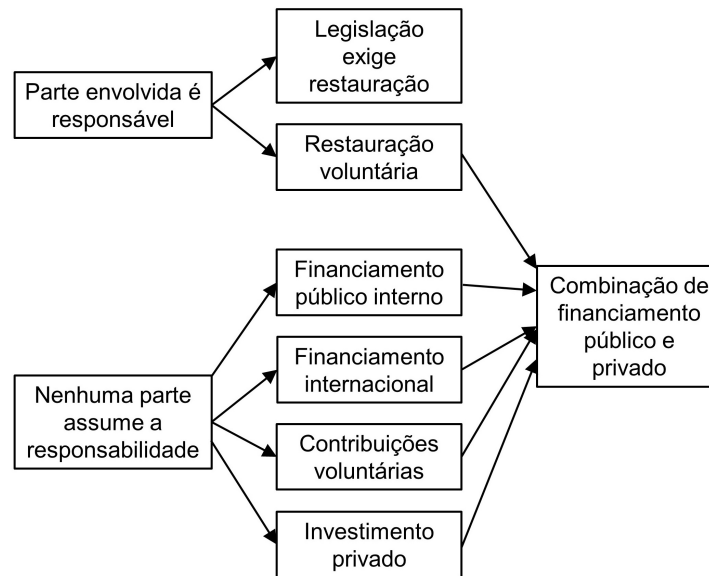 Legislação
exige
restauração
Parte envolvida é
responsável
Restauração
voluntária
Financiamento
público interno
Combinação de
financiamento
público e
privado
Financiamento
internacional
Nenhuma parte
assume a
responsabilidade
Contribuições
voluntárias
Investimento
privado